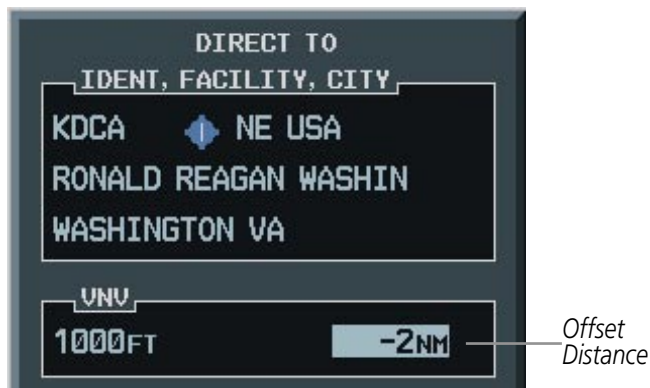 DIRECT TO
IDENT, FACILITY, CITY
KDCA NE USA
RONALD REAGAN WASHIN
WASHINGTON VA
VNV
1000FT -2NM
Offset
Distance